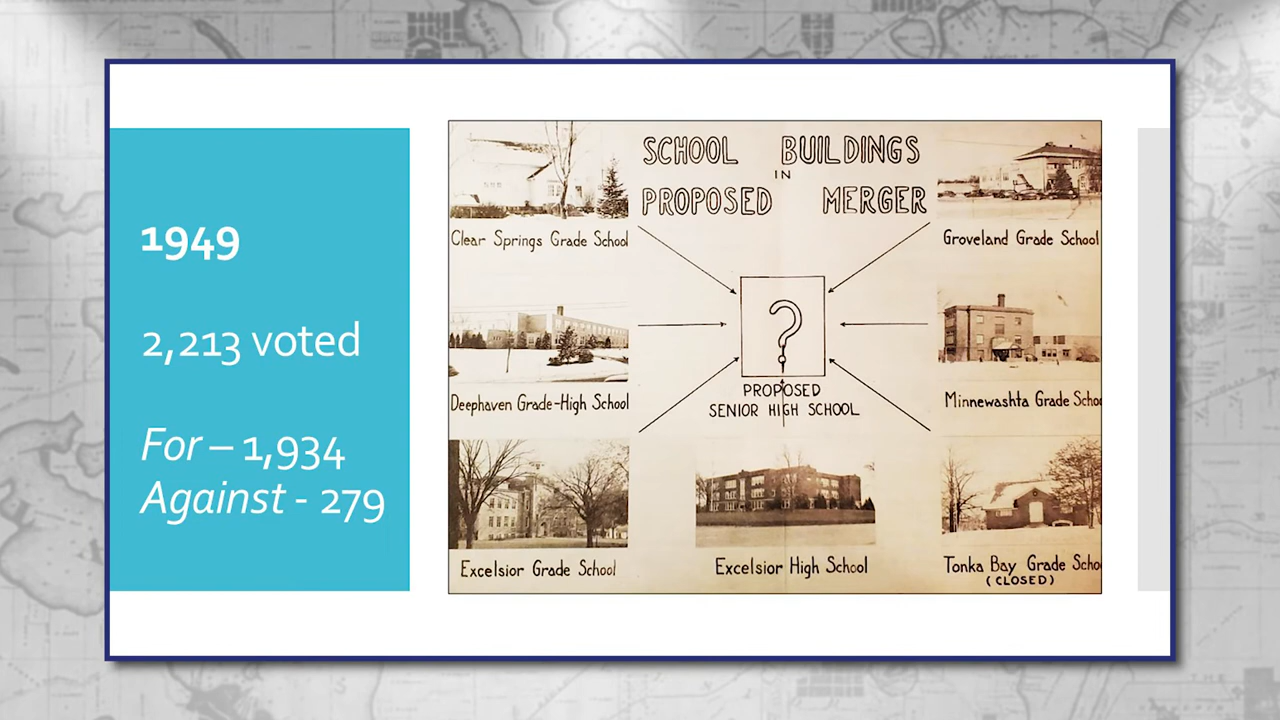 1949
2,213 voted
For – 1,934
Against - 279
SCHOOL BUILDINGS
IN
PROPOSED MERGER
Clear Springs Grade School
Groveland Grade School
?
PROPOSED
SENIOR HIGH SCHOOL
Deephaven Grade-High School
Minnewashta Grade Scho
Excelsior Grade School
Excelsior High School
Tonka Bay Grade Scho
(CLOSED)